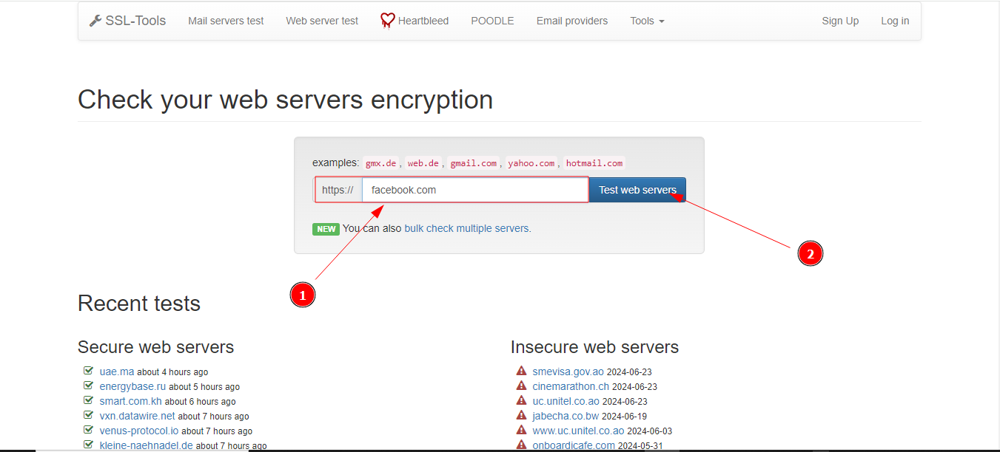 SSL-Tools Mail servers test Web server test Heartbleed POODLE Email providers Tools Sign Up Log in
Check your web servers encryption
examples: gmx.de, web.de, gmail.com, yahoo.com, hotmail.com
https:// facebook.com Test web servers
NEW You can also bulk check multiple servers.
2
1
Recent tests
Secure web servers
uae.ma about 4 hours ago
energybase.ru about 5 hours ago
smart.com.kh about 6 hours ago
vxn.datawire.net about 7 hours ago
venus-protocol.io about 7 hours ago
kleine-naehnadel.de about 7 hours ago
Insecure web servers
smevisa.gov.ao 2024-06-23
cinemarathon.ch 2024-06-23
uc.unitel.co.ao 2024-06-23
jabecha.co.bw 2024-06-19
www.uc.unitel.co.ao 2024-06-03
onboardicafe.com 2024-05-31